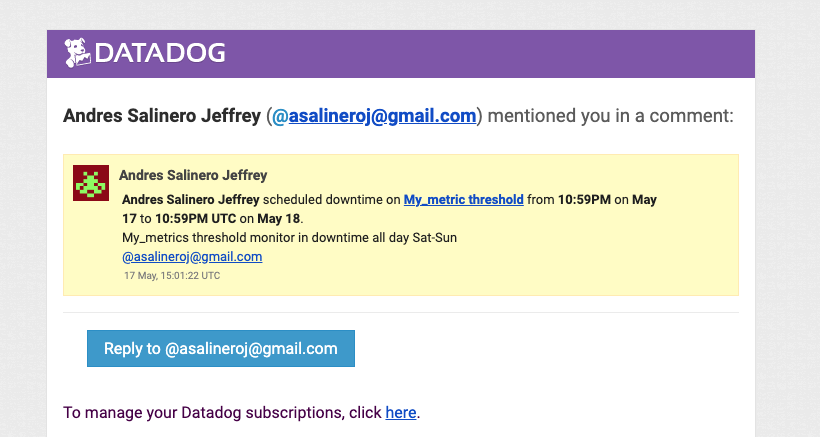 DATADOG
Andres Salinero Jeffrey (@asalineroj@gmail.com) mentioned you in a comment:
Andres Salinero Jeffrey
Andres Salinero Jeffrey scheduled downtime on My_metric threshold from 10:59PM on May
17 to 10:59PM UTC on May 18.
My_metrics threshold monitor in downtime all day Sat-Sun
@asalineroj@gmail.com
17 May, 15:01:22 UTC
Reply to @asalineroj@gmail.com
To manage your Datadog subscriptions, click here.